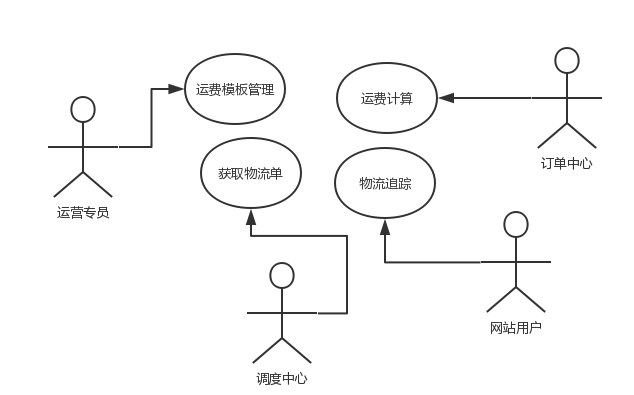 运费模板管理
运费计算
订单中心
获取物流单
物流追踪
运营专员
网站用户
调度中心